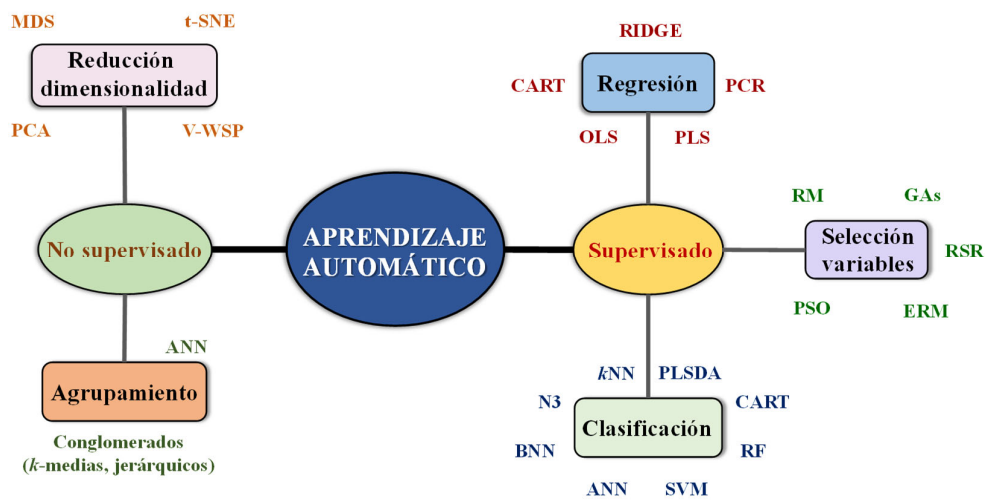 MDS
t-SNE
Reducción
dimensionalidad
PCA
V-WSP
No supervisado
ANN
Agrupamiento
Conglomerados
(k-medias, jerárquicos)
APRENDIZAJE
AUTOMÁTICO
RIDGE
CART
Regresión
PCR
OLS
PLS
Supervisado
RM
GAs
Selección
variables
RSR
PSO
ERM
kNN
PLSDA
N3
CART
Clasificación
BNN
RF
ANN
SVM